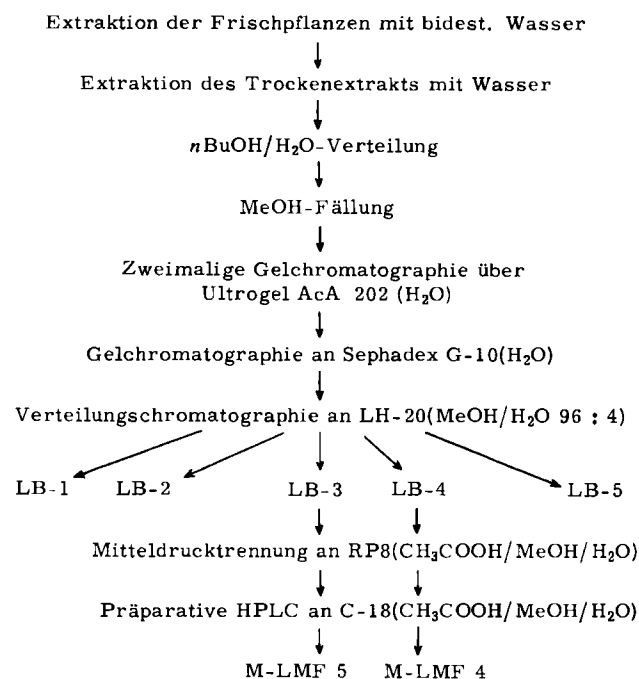 Extraktion der Frischpflanzen mit bidest. Wasser
Extraktion des Trockenextrakts mit Wasser
nBuOH/H₂O-Verteilung
MeOH-Fällung
Zweimalige Gelchromatographie über
Ultrogel AcA 202 (H₂O)
Gelchromatographie an Sephadex G-10(H₂O)
Verteilungschromatographie an LH-20(MeOH/H₂O 96 : 4)
LB-1 LB-2 LB-3 LB-4 LB-5
Mitteldrucktrennung an RP8(CH₃COOH/MeOH/H₂O)
Präparative HPLC an C-18(CH₃COOH/MeOH/H₂O)
M-LMF 5 M-LMF 4